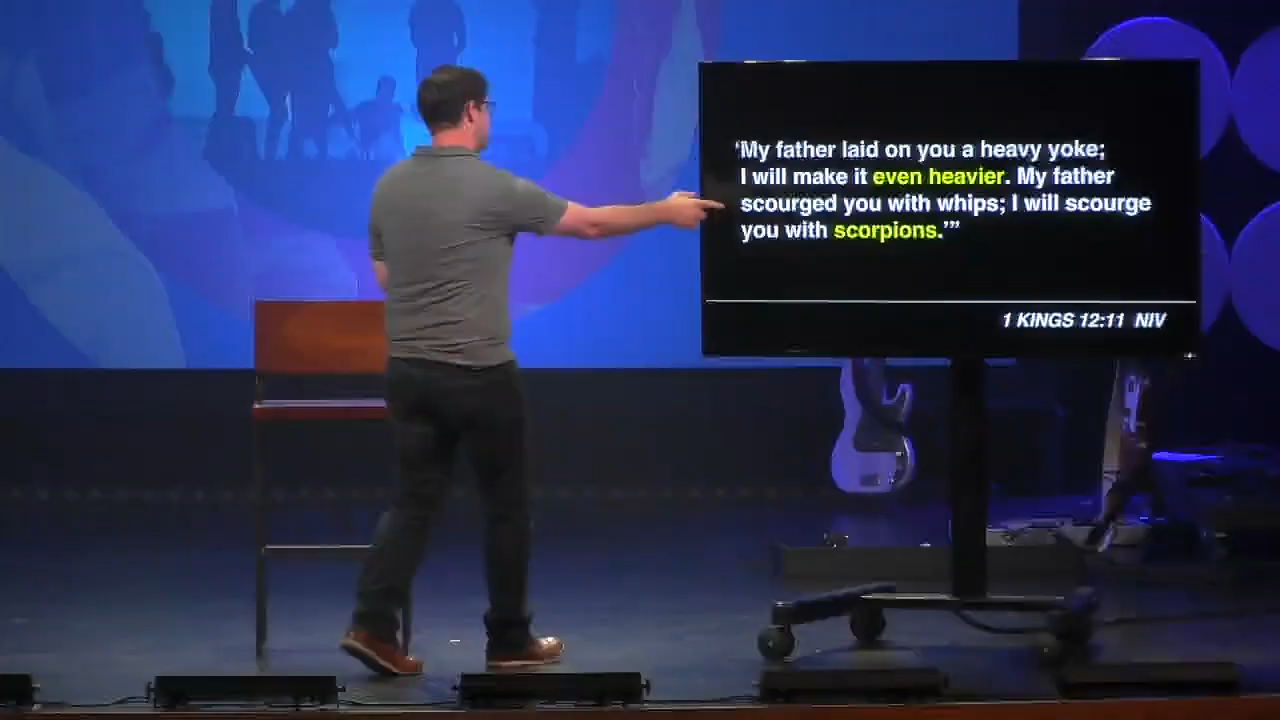 ‘My father laid on you a heavy yoke;
I will make it even heavier. My father
scourged you with whips; I will scourge
you with scorpions.’”
1 KINGS 12:11 NIV